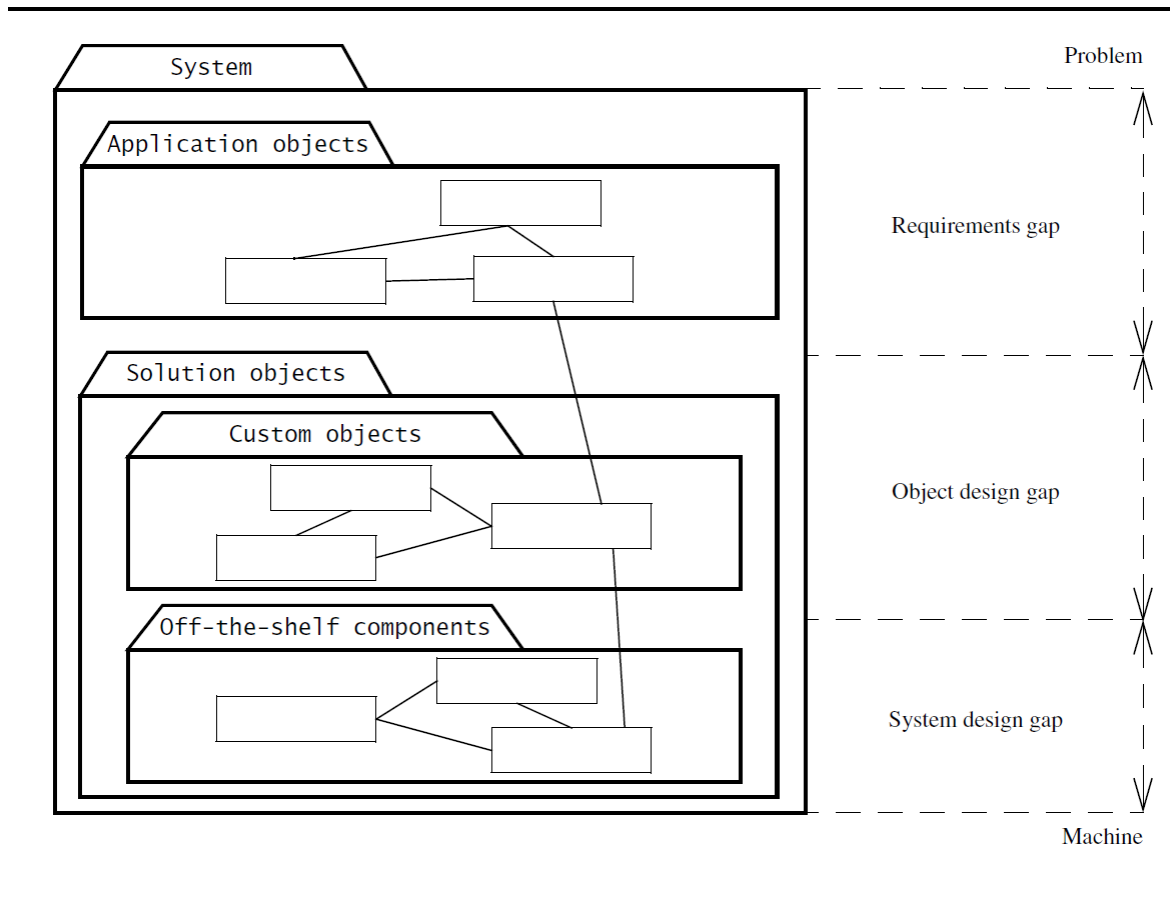 Problem
System
Application objects
Requirements gap
Solution objects
Custom objects
Object design gap
Off-the-shelf components
System design gap
Machine